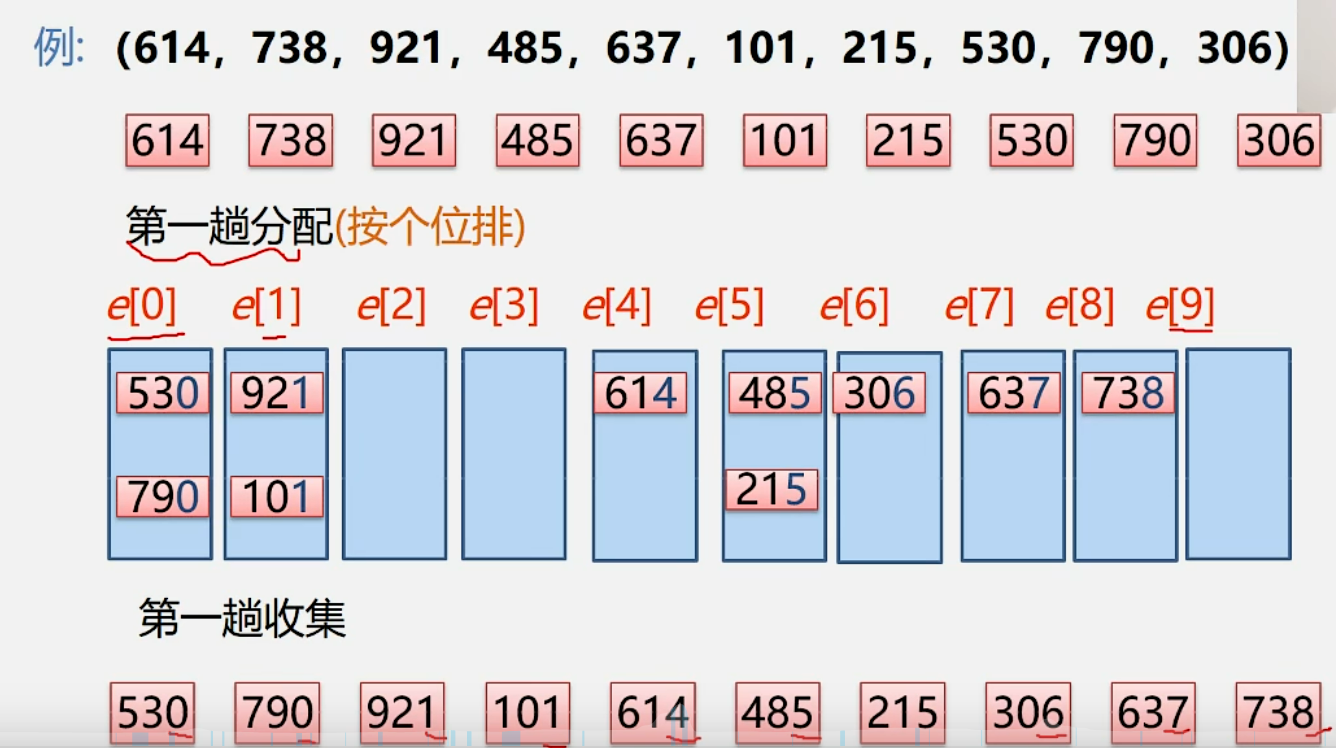 例: (614, 738, 921, 485, 637, 101, 215, 530, 790, 306)
614 738 921 485 637 101 215 530 790 306
第一趟分配(按个位排)
e[0] e[1] e[2] e[3] e[4] e[5] e[6] e[7] e[8] e[9]
530 921 614 485 306 637 738
790 101 215
第一趟收集
530 790 921 101 614 485 215 306 637 738